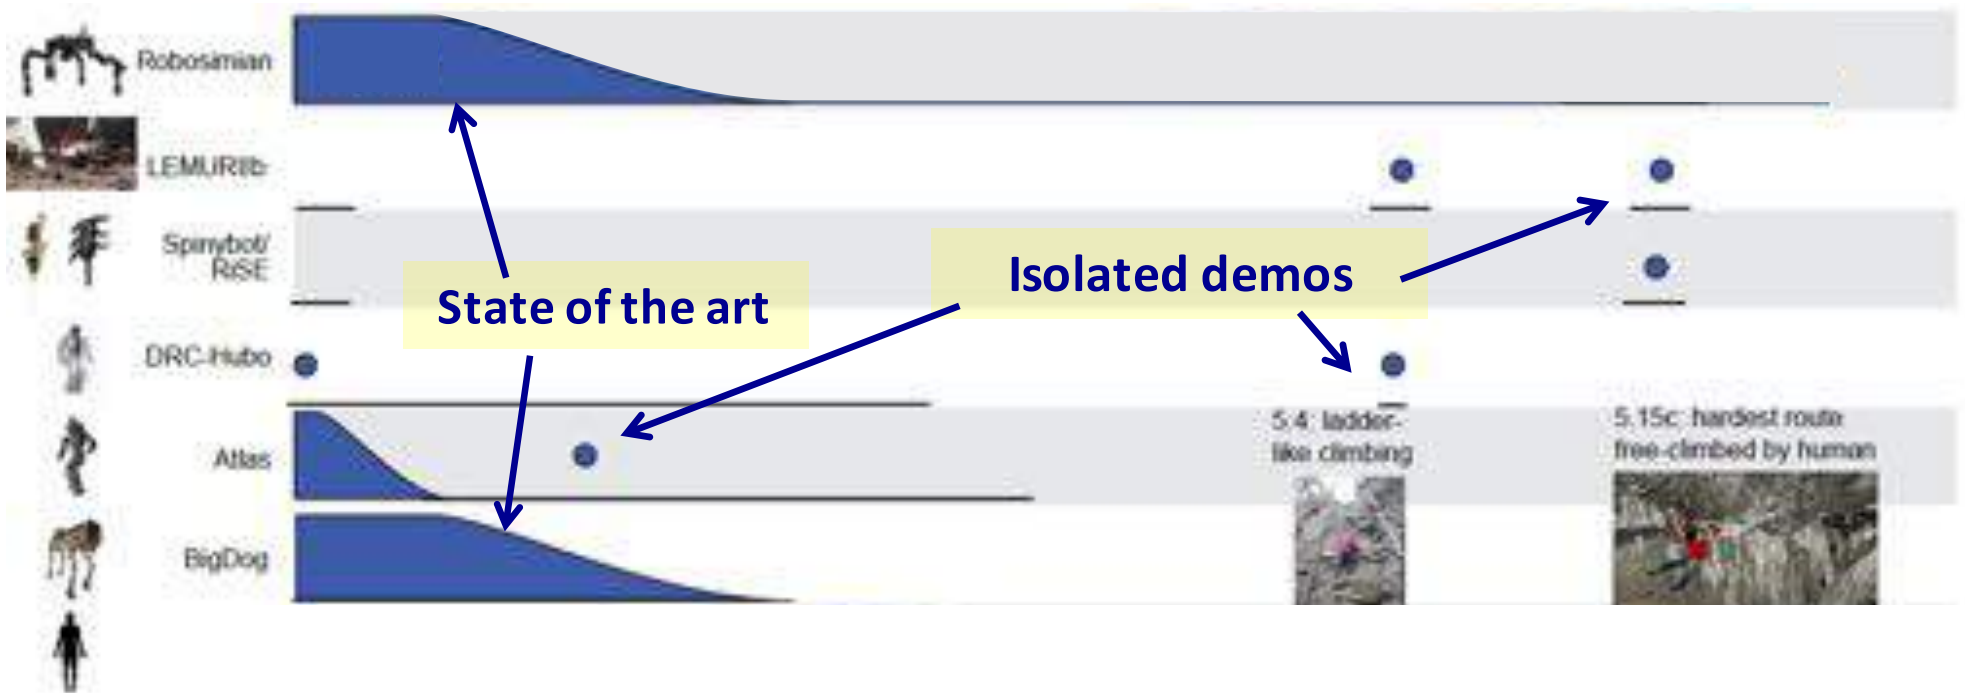 Robosimian
LEMURIIb
Spinybot/
RiSE
State of the art
Isolated demos
DRC-Hubo
Atlas
5.4: ladder-
like climbing
5.15c: hardest route
free-climbed by human
BigDog